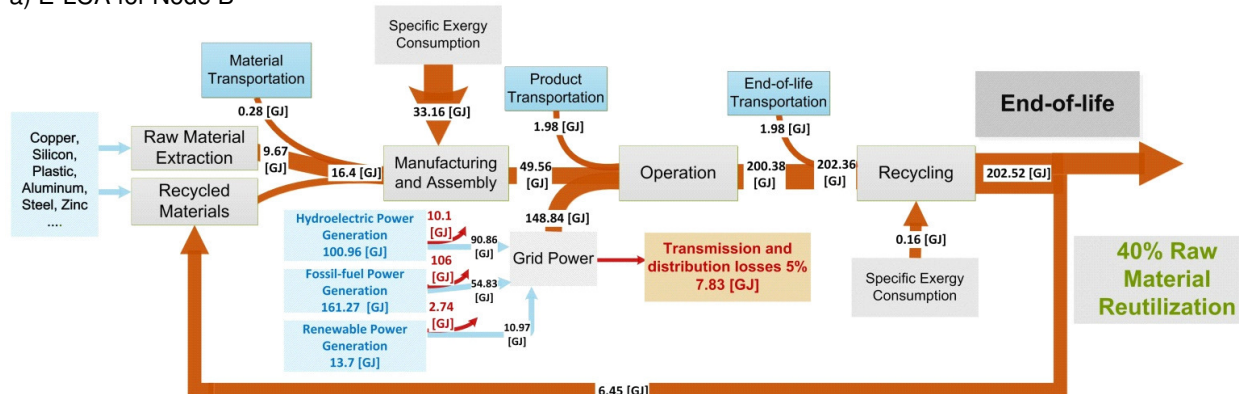 a) E-LCA for Node B
Specific Exergy
Consumption
Material
Transportation
Product
Transportation
End-of-life
Transportation
End-of-life
0.28 [GJ]
33.16 [GJ]
1.98 [GJ]
1.98 [GJ]
Copper,
Silicon,
Plastic,
Aluminum,
Steel, Zinc
....
Raw Material
Extraction
9.67
[GJ]
Recycled
Materials
16.4 [GJ]
Manufacturing
and Assembly
49.56
[GJ]
Operation
200.38
[GJ]
202.36
[GJ]
Recycling
202.52 [GJ]
148.84 [GJ]
Hydroelectric Power
Generation
100.96 [GJ]
10.1
[GJ]
90.86
[GJ]
Fossil-fuel Power
Generation
161.27 [GJ]
106
[GJ]
54.83
[GJ]
Renewable Power
Generation
13.7 [GJ]
2.74
[GJ]
10.97
[GJ]
Grid Power
Transmission and
distribution losses 5%
7.83 [GJ]
0.16 [GJ]
Specific Exergy
Consumption
40% Raw
Material
Reutilization
6.45 [GJ]